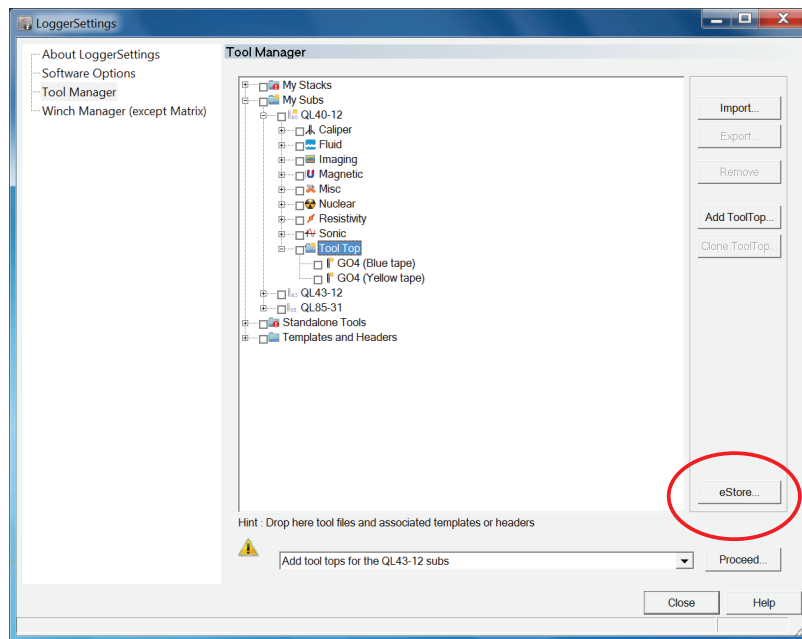 LoggerSettings
About LoggerSettings
Software Options
Tool Manager
Winch Manager (except Matrix)
Tool Manager
My Stacks
My Subs
QL40-12
Caliper
Fluid
Imaging
Magnetic
Misc
Nuclear
Resistivity
Sonic
Tool Top
GO4 (Blue tape)
GO4 (Yellow tape)
QL43-12
QL85-31
Standalone Tools
Templates and Headers
Import...
Export...
Remove
Add ToolTop...
Clone ToolTop...
eStore...
Hint : Drop here tool files and associated templates or headers
Add tool tops for the QL43-12 subs
Proceed...
Close
Help